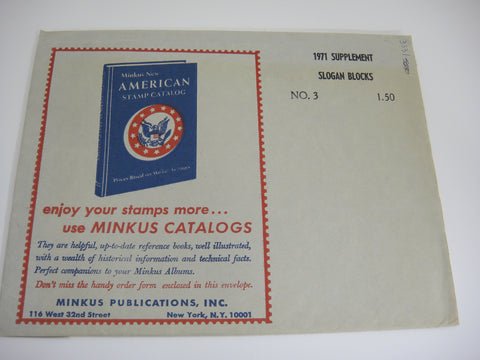 1971 SUPPLEMENT
SLOGAN BLOCKS
NO. 3 1.50
Minkus New
AMERICAN
STAMP CATALOG
enjoy your stamps more...
use MINKUS CATALOGS
They are helpful, up-to-date reference books, well illustrated,
with a wealth of historical information and technical facts.
Perfect companions to your Minkus Albums.
Don't miss the handy order form enclosed in this envelope.
MINKUS PUBLICATIONS, INC.
116 West 32nd Street New York, N.Y. 10001